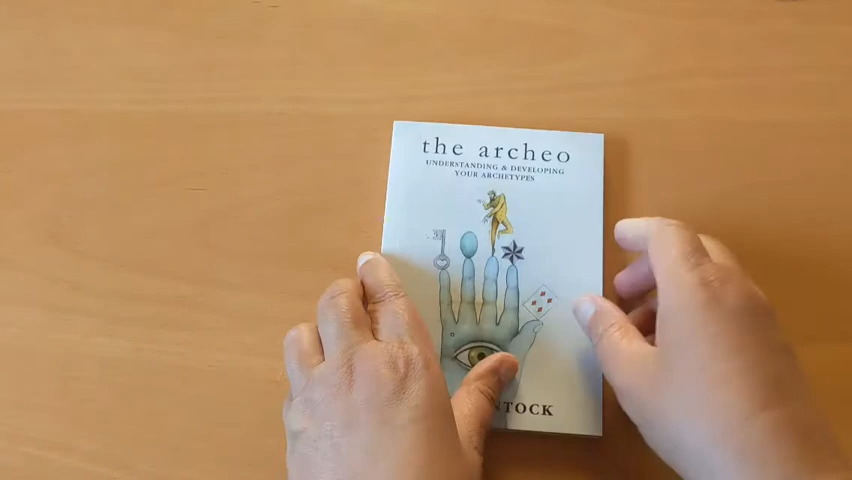 the archeo
UNDERSTANDING & DEVELOPING
YOUR ARCHETYPES